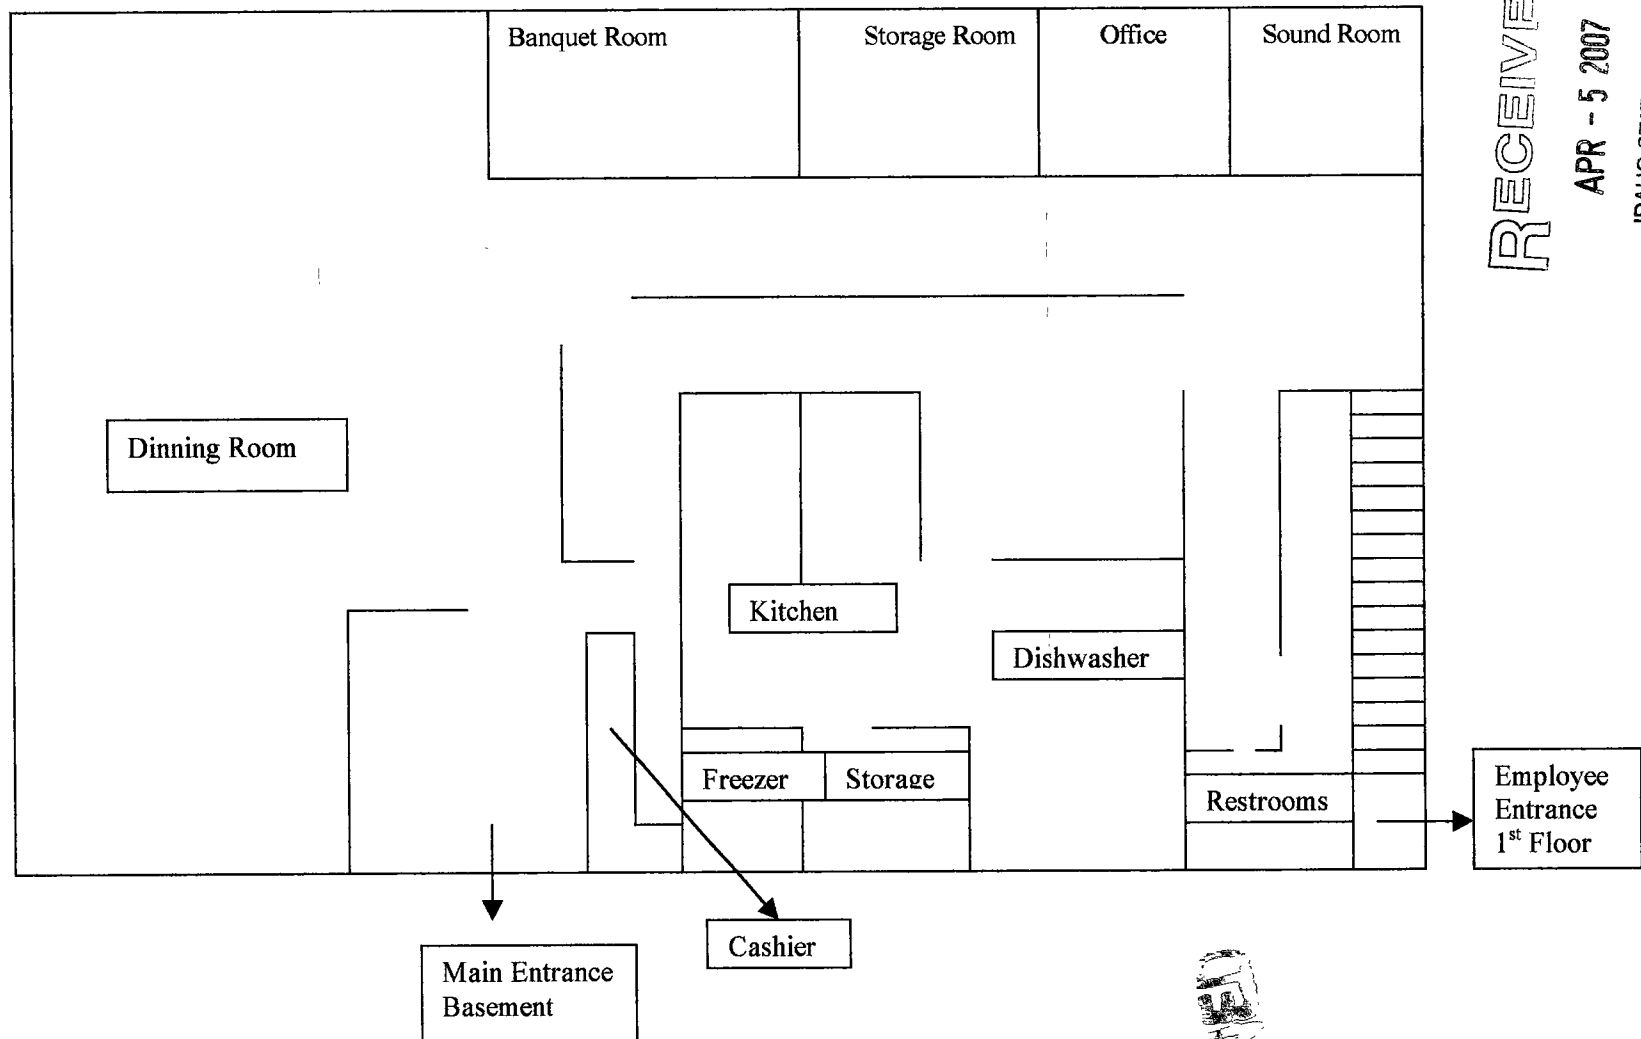 Banquet Room
Storage Room
Office
Sound Room
RECEIVE
APR - 5 2007
Dinning Room
Kitchen
Dishwasher
Freezer
Storage
Restrooms
Employee
Entrance
1st Floor
Cashier
Main Entrance
Basement